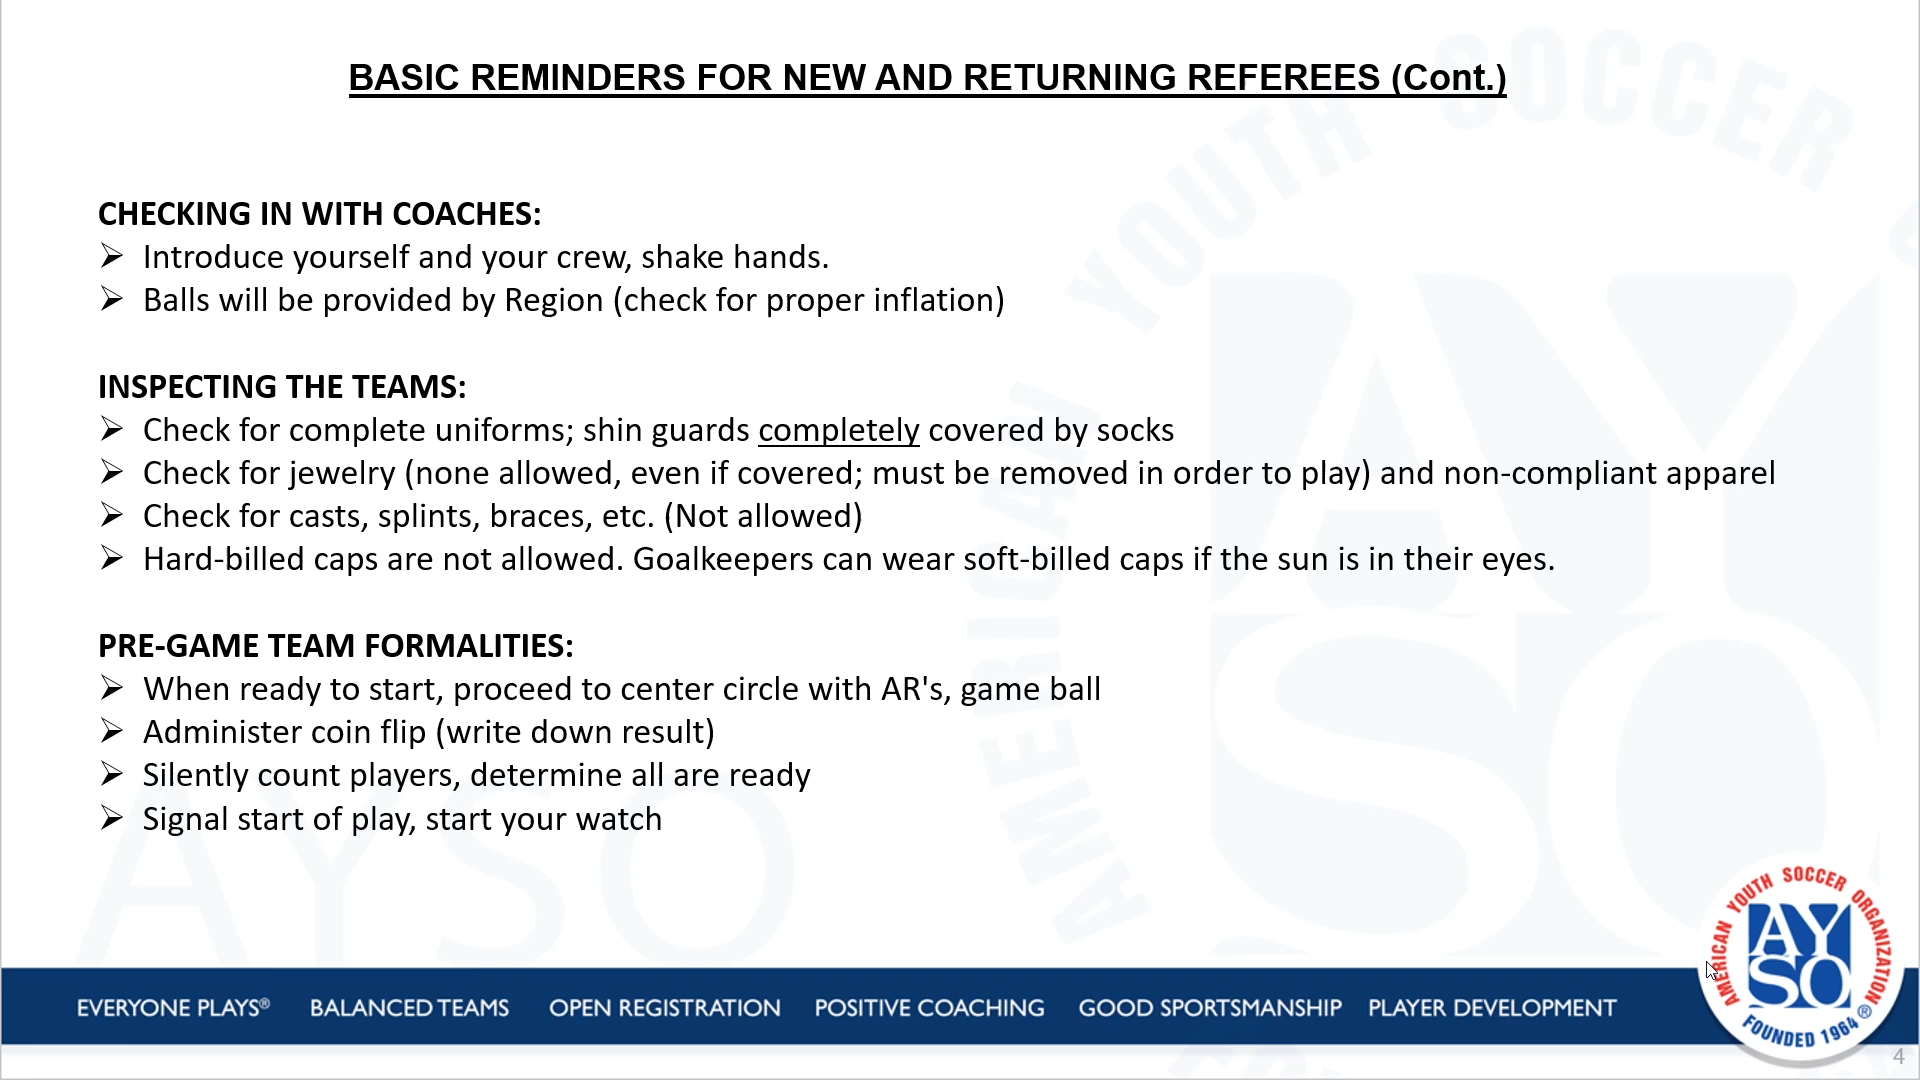 BASIC REMINDERS FOR NEW AND RETURNING REFEREES (Cont.)
CHECKING IN WITH COACHES:
➢ Introduce yourself and your crew, shake hands.
➢ Balls will be provided by Region (check for proper inflation)
INSPECTING THE TEAMS:
➢ Check for complete uniforms; shin guards completely covered by socks
➢ Check for jewelry (none allowed, even if covered; must be removed in order to play) and non-compliant apparel
➢ Check for casts, splints, braces, etc. (Not allowed)
➢ Hard-billed caps are not allowed. Goalkeepers can wear soft-billed caps if the sun is in their eyes.
PRE-GAME TEAM FORMALITIES:
➢ When ready to start, proceed to center circle with AR's, game ball
➢ Administer coin flip (write down result)
➢ Silently count players, determine all are ready
➢ Signal start of play, start your watch
AMERICAN YOUTH SOCCER
AYSO
AYSO
EVERYONE PLAYS® BALANCED TEAMS OPEN REGISTRATION POSITIVE COACHING GOOD SPORTSMANSHIP PLAYER DEVELOPMENT
AMERICAN YOUTH SOCCER ORGANIZATION
AYSO
®
FOUNDED 1964
4